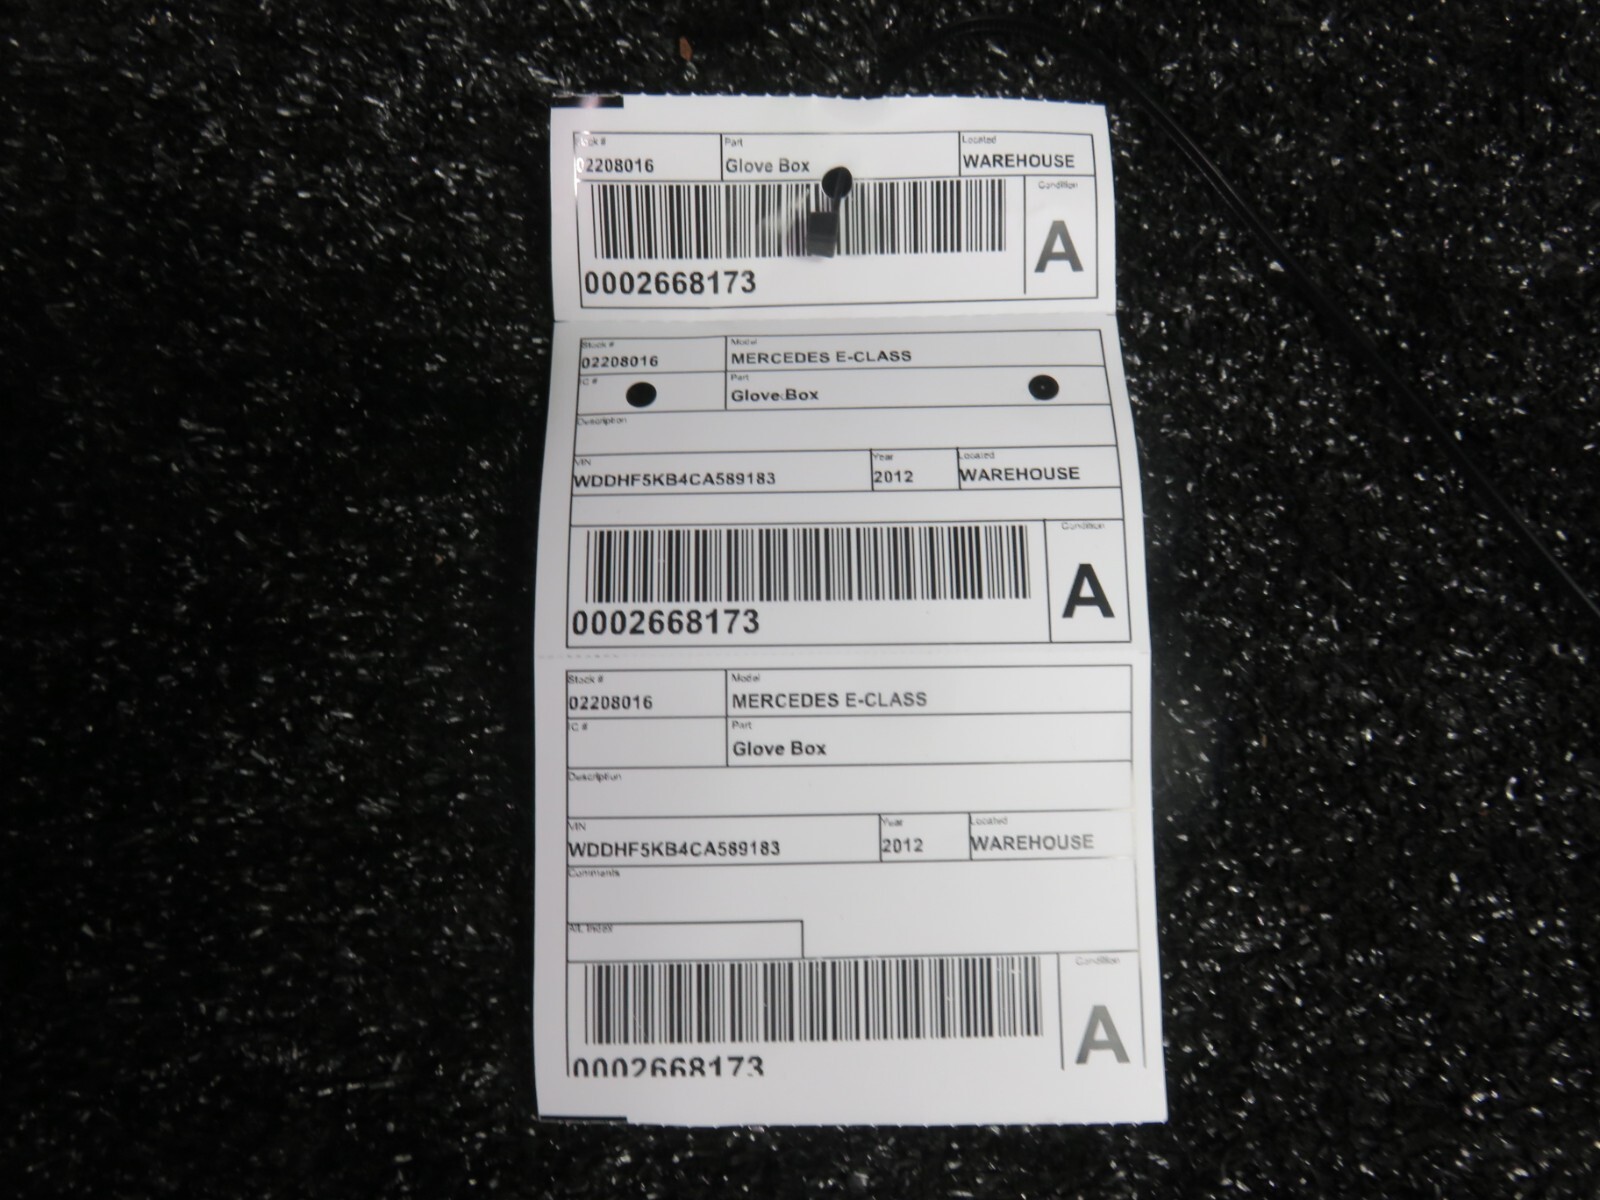 Stock # Part Located
02208016 Glove Box WAREHOUSE
Condition
A
0002668173
Stock # Model
02208016 MERCEDES E-CLASS
IC # Part
Glove Box
Description
VIN Year Located
WDDHF5KB4CA589183 2012 WAREHOUSE
Condition
A
0002668173
Stock # Model
02208016 MERCEDES E-CLASS
IC # Part
Glove Box
Description
VIN Year Located
WDDHF5KB4CA589183 2012 WAREHOUSE
Comments
Index
Condition
A
0002668173